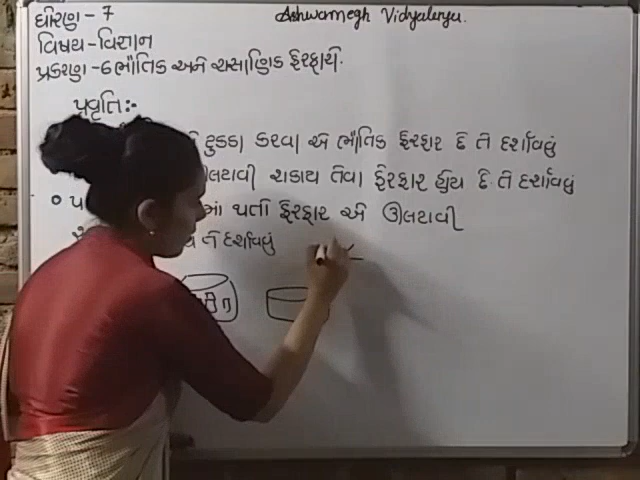 ધોરણ - 7
Ashwamegh Vidyalaya.
વિષય - વિજ્ઞાન
પ્રકરણ - 6 ભૌતિક અને રાસાયણિક ફેરફાર.
પ્રવૃત્તિ :-
ટુકડા કરવા એ ભૌતિક ફેરફાર છે તે દર્શાવવું
ઊલટાવી શકાય તેવા ફેરફાર હોય છે તે દર્શાવવું
માં થતો ફેરફાર એ ઊલટાવી
તે દર્શાવવું